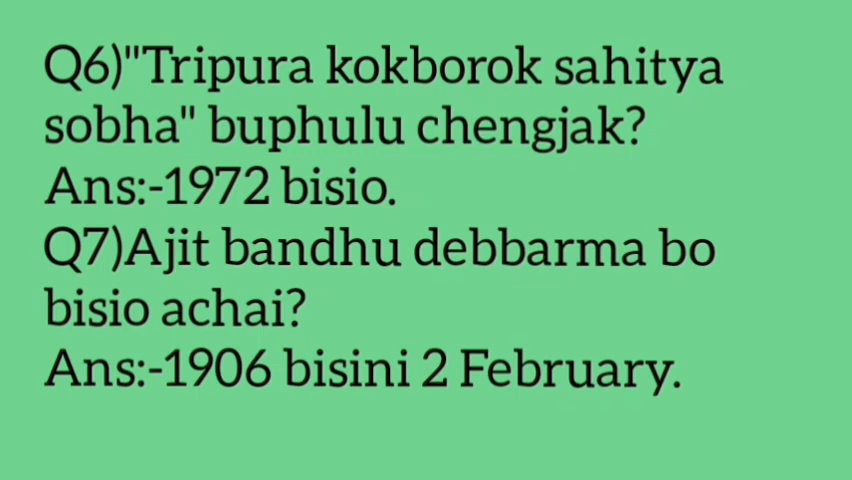 Q6)"Tripura kokborok sahitya
sobha" buphulu chengjak?
Ans:-1972 bisio.
Q7)Ajit bandhu debbarma bo
bisio achai?
Ans:-1906 bisini 2 February.